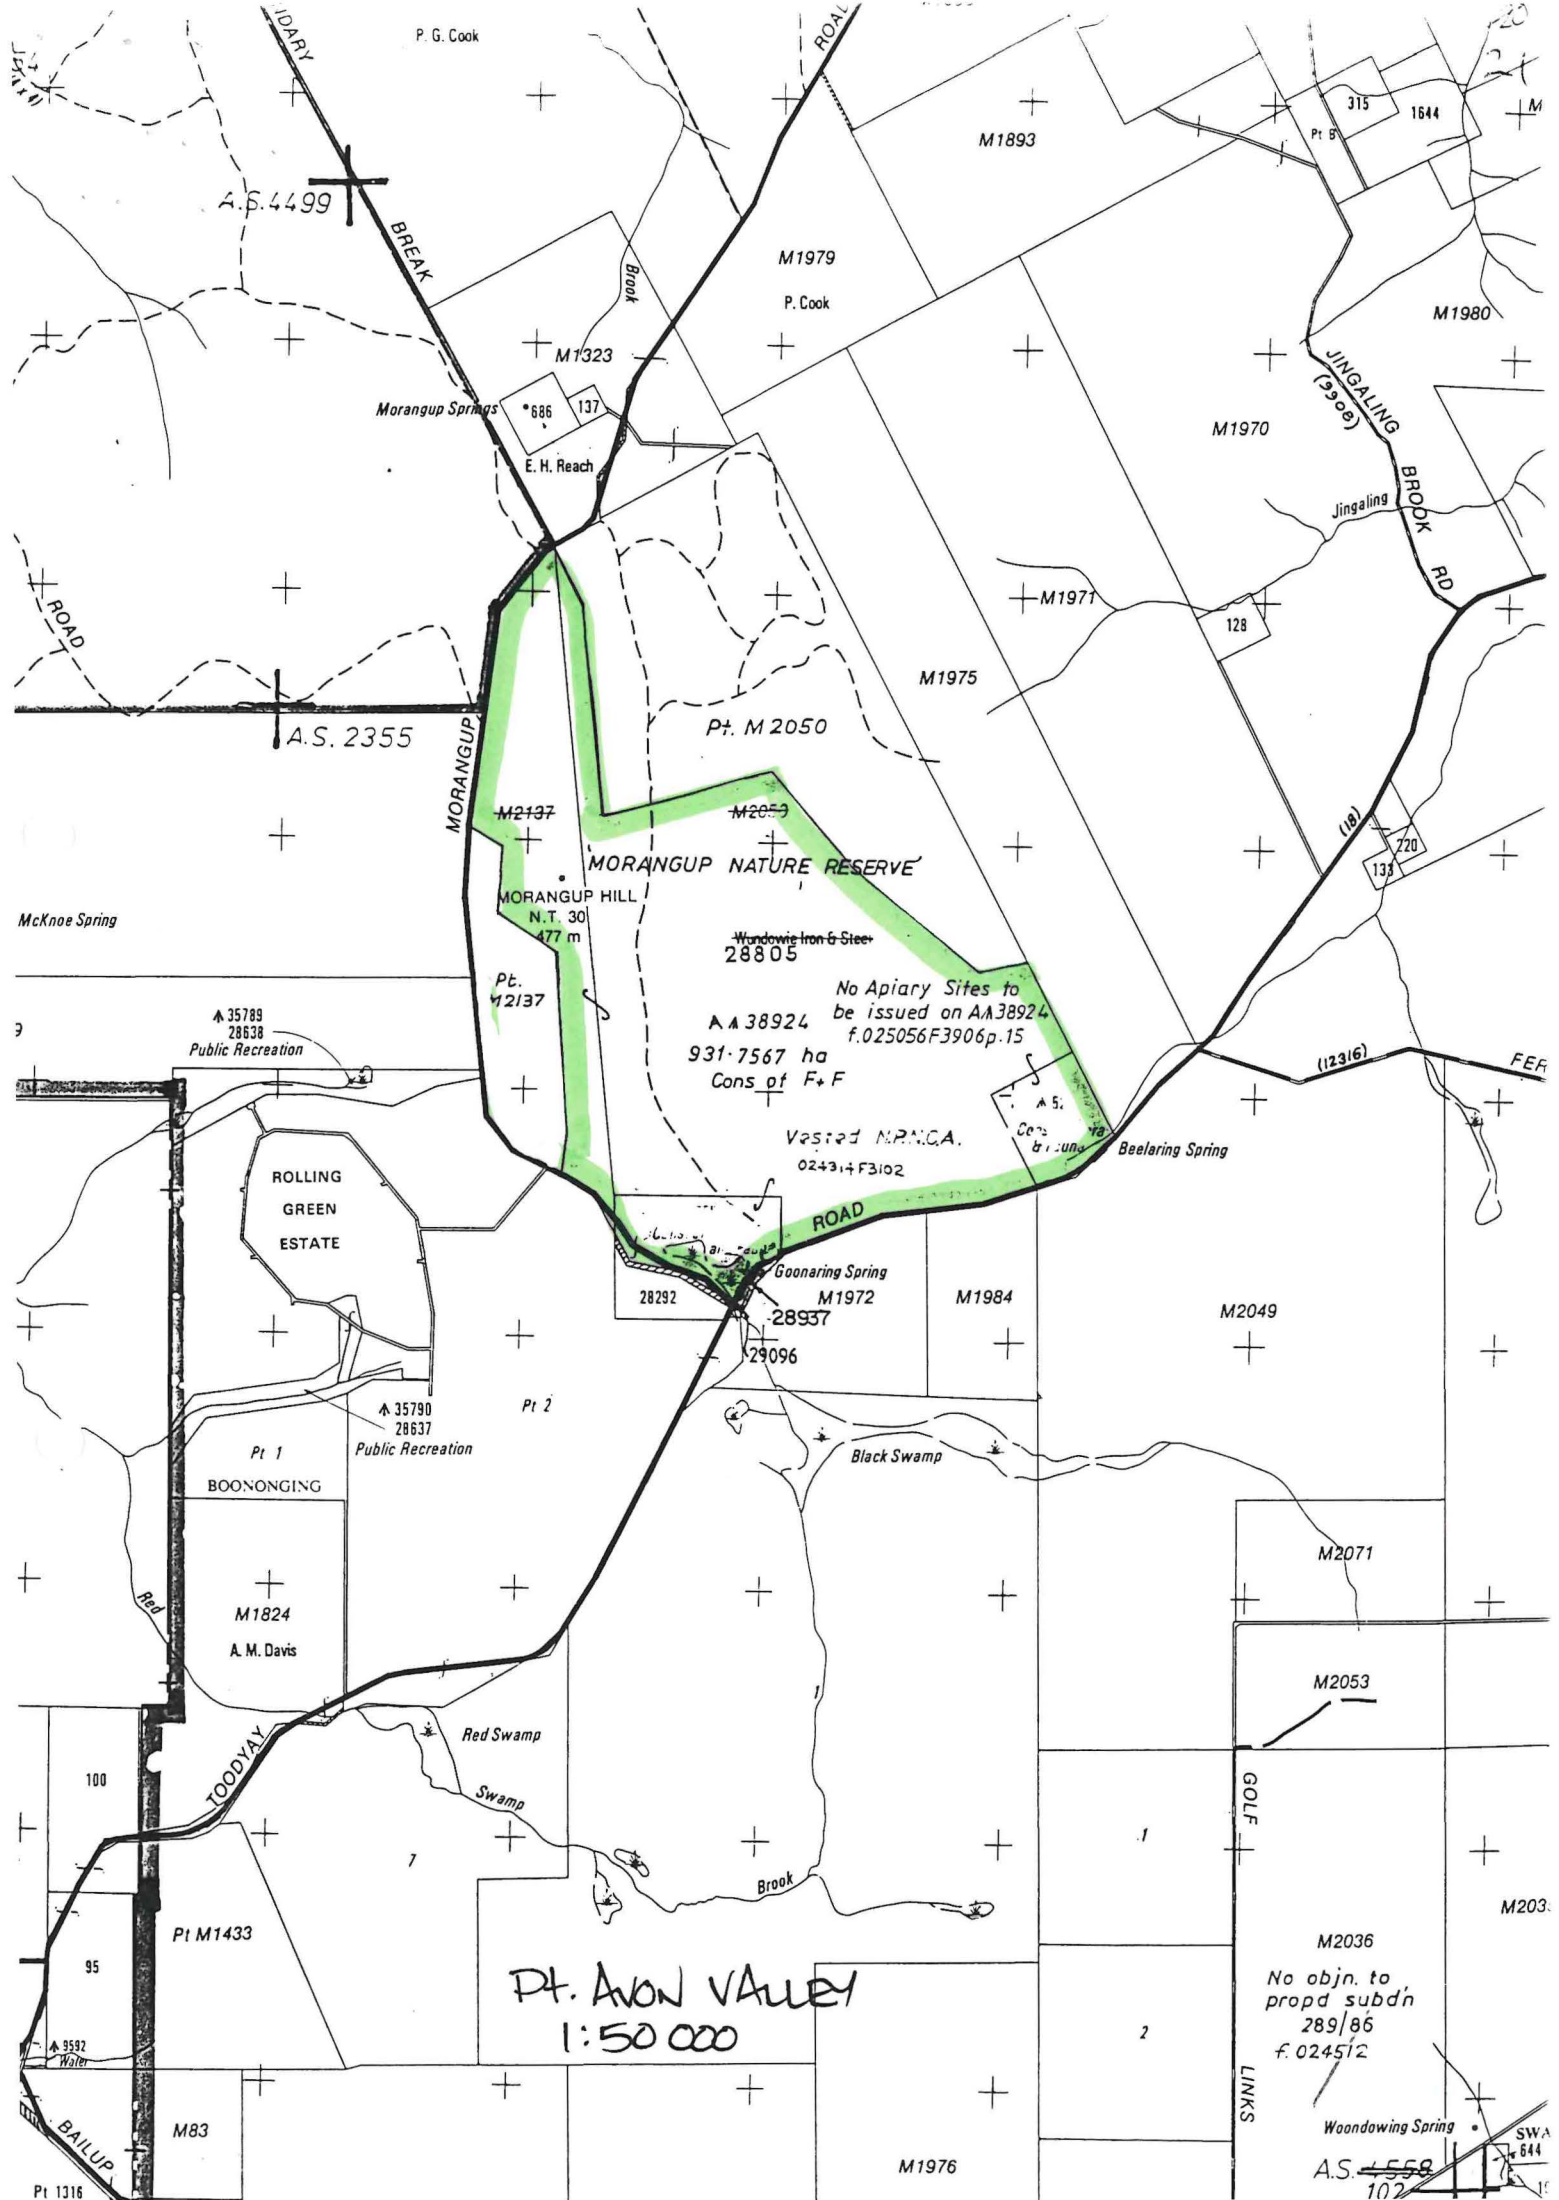 P. G. Cook
BREAK
A.S.4499
M1893
315
1644
Pt 8
M1979
P. Cook
Brook
M1323
Morangup Springs
686
137
E. H. Reach
M1980
JINGALING
(9908)
BROOK
RD
M1970
Jingaling
ROAD
M1971
128
M1975
A.S. 2355
MORANGUP
Pt. M 2050
M2137
MORANGUP NATURE RESERVE
(18)
220
133
McKnoe Spring
MORANGUP HILL
N.T. 30
477 m
Wundowie Iron & Steel
28805
Pt.
M2137
No Apiary Sites to
be issued on AA38924
f.025056F3906p.15
35789
28638
Public Recreation
AA38924
931.7567 ha
Cons of F+F
(12316)
FER
Vested N.P.N.C.A.
024314F3102
Beelaring Spring
ROLLING
GREEN
ESTATE
ROAD
Goonaring Spring
28292
M1972
M1984
M2049
28937
29096
35790
28637
Public Recreation
Pt 2
Pt 1
BOONONGING
Black Swamp
M2071
Red
M1824
A. M. Davis
M2053
Red Swamp
TOODYAY
Swamp
100
GOLF
1
7
Brook
Pt M1433
95
M2036
No objn. to
propd subd'n
289/86
f. 024512
Pt. AVON VALLEY
1:50 000
2
9592
Water
LINKS
M83
BAILUP
Pt 1316
M1976
Woondowing Spring
A.S. 4558
102
644